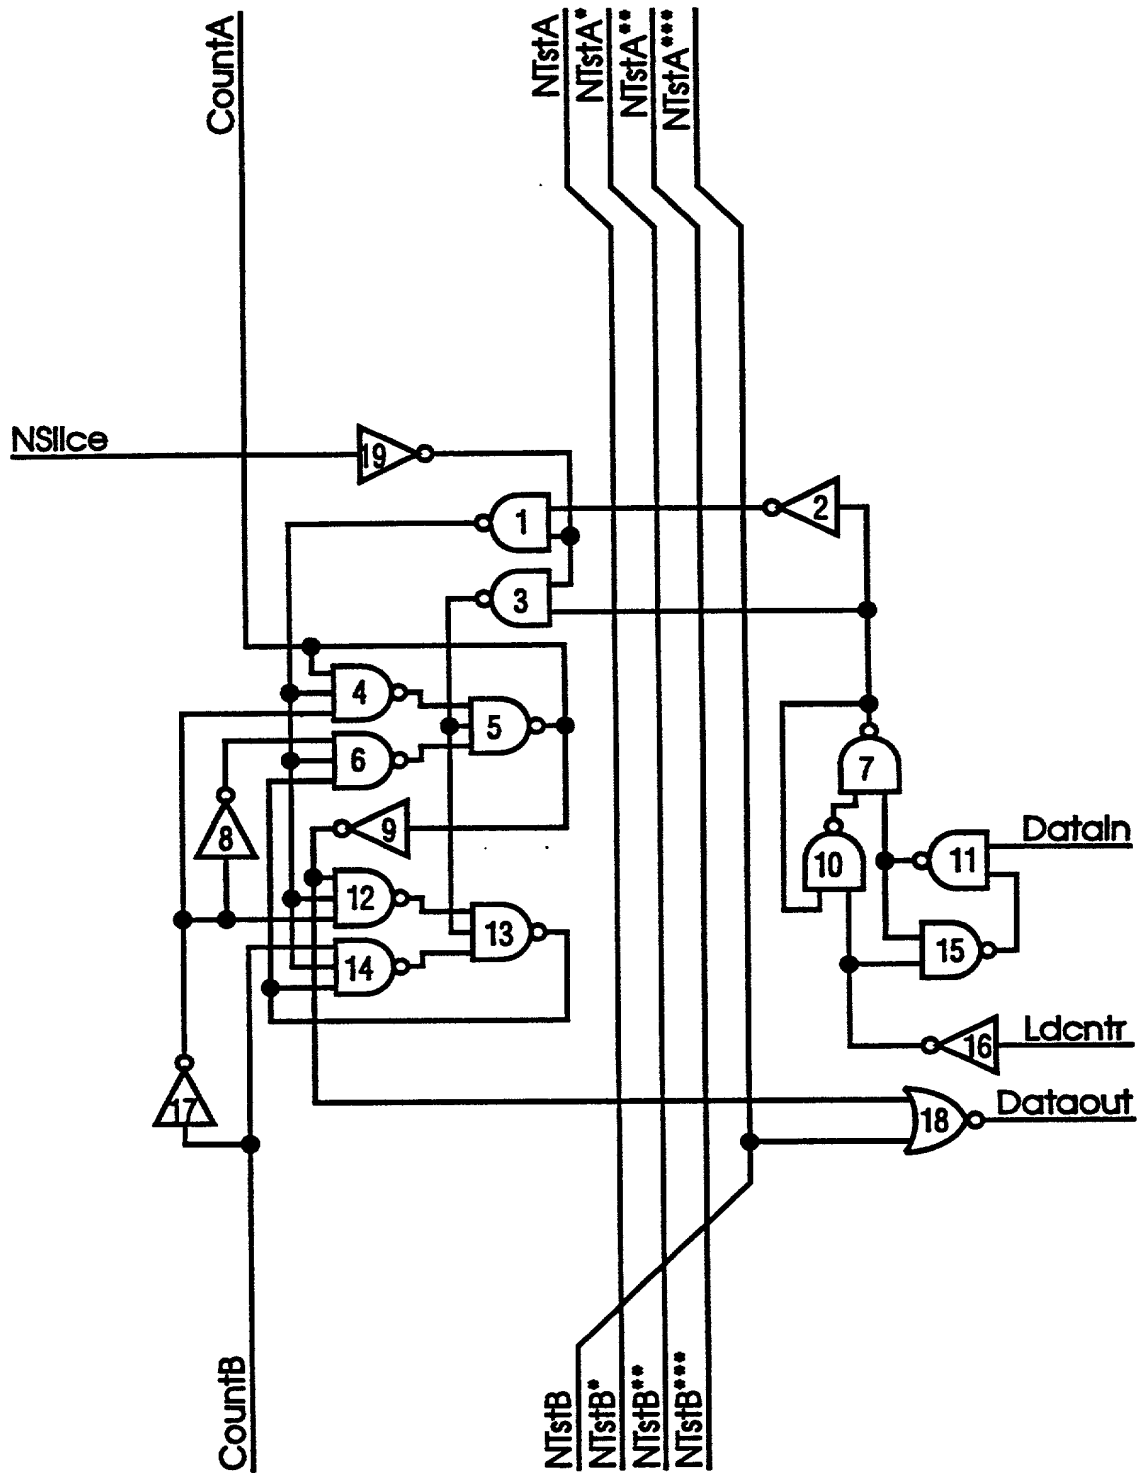 CountA
NTstA
NTstA*
NTstA**
NTstA***
NSlice
19
1
2
3
4
5
6
7
8
9
10
11
DataIn
12
13
14
15
16
Ldcntr
17
18
Dataout
CountB
NTstB
NTstB*
NTstB**
NTstB***